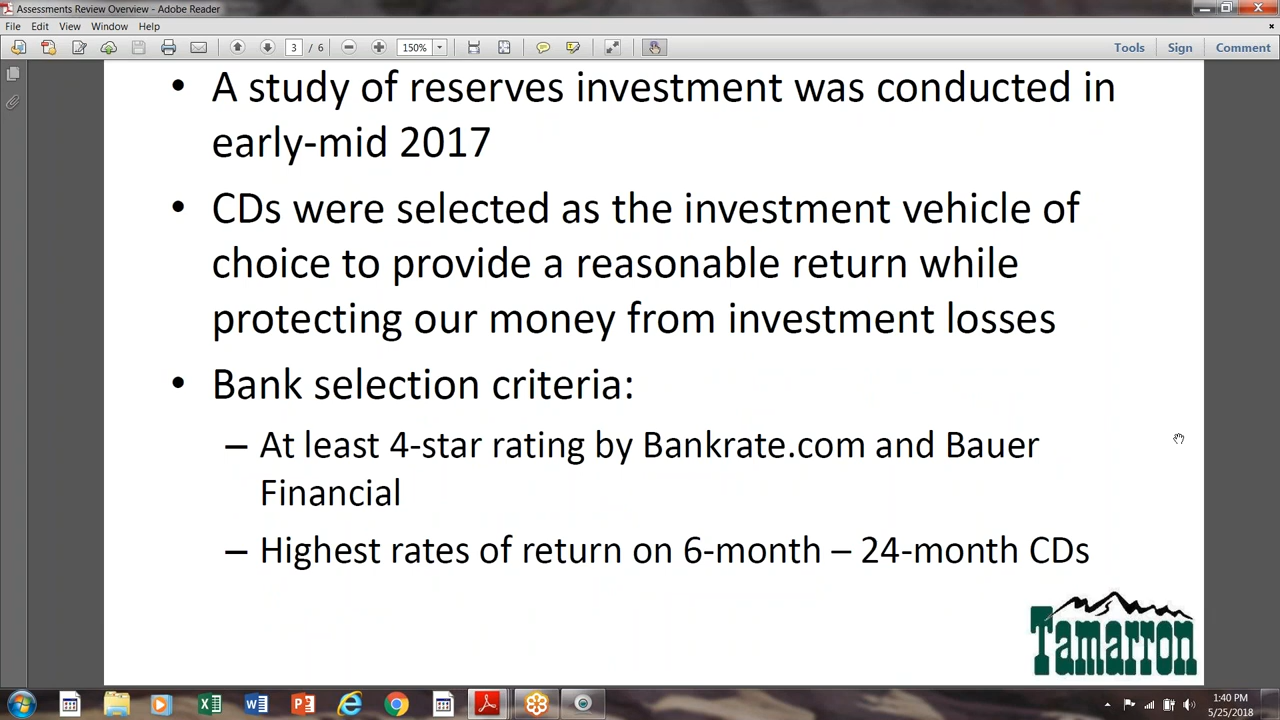 Assessments Review Overview - Adobe Reader
File Edit View Window Help
3 / 6 150% Tools Sign Comment
• A study of reserves investment was conducted in
early-mid 2017
• CDs were selected as the investment vehicle of
choice to provide a reasonable return while
protecting our money from investment losses
• Bank selection criteria:
– At least 4-star rating by Bankrate.com and Bauer
Financial
– Highest rates of return on 6-month – 24-month CDs
Tamarron
1:40 PM
5/25/2018